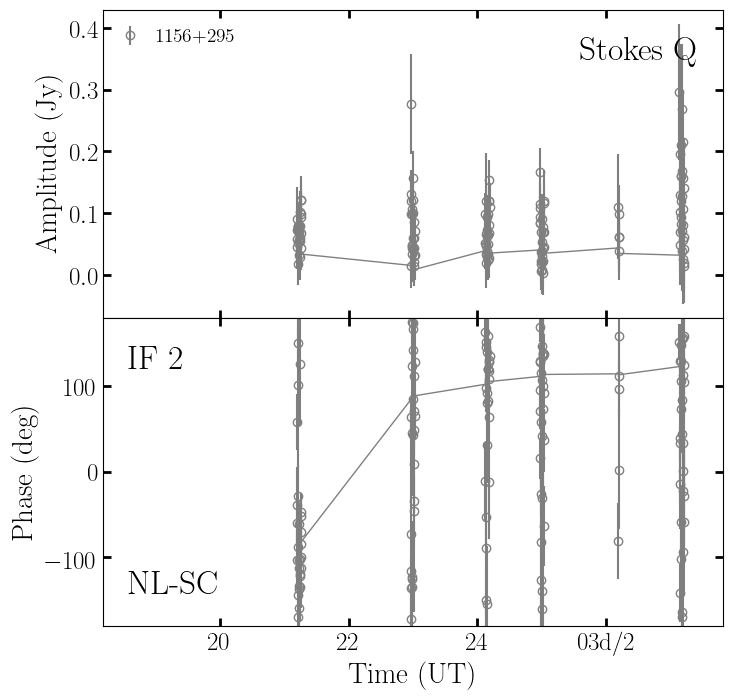 1156+295
Stokes Q
0.4
0.3
0.2
0.1
0.0
Amplitude (Jy)
IF 2
100
0
−100
Phase (deg)
NL-SC
20 22 24 03d/2
Time (UT)